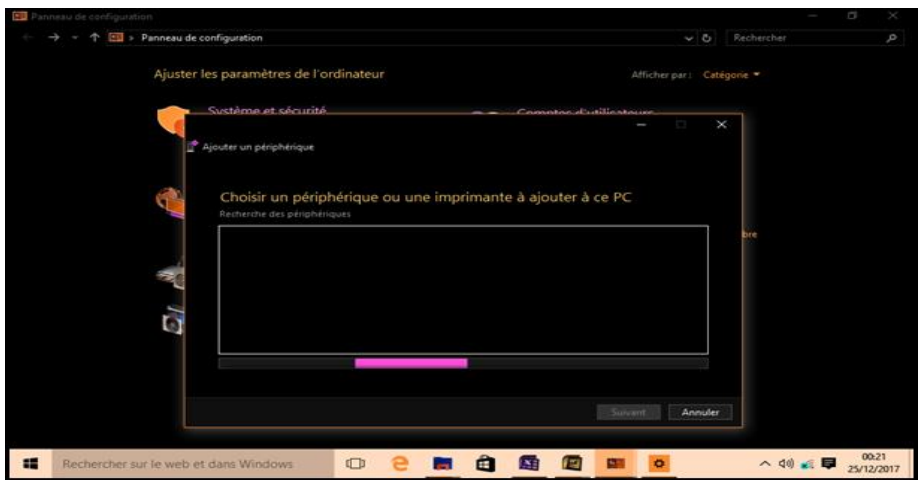 Panneau de configuration
Panneau de configuration
Rechercher
Ajuster les paramètres de l'ordinateur
Afficher par : Catégorie
Système et sécurité
Comptes d'utilisateurs
Ajouter un périphérique
Choisir un périphérique ou une imprimante à ajouter à ce PC
Recherche des périphériques
bre
Suivant
Annuler
Rechercher sur le web et dans Windows
00:21
25/12/2017